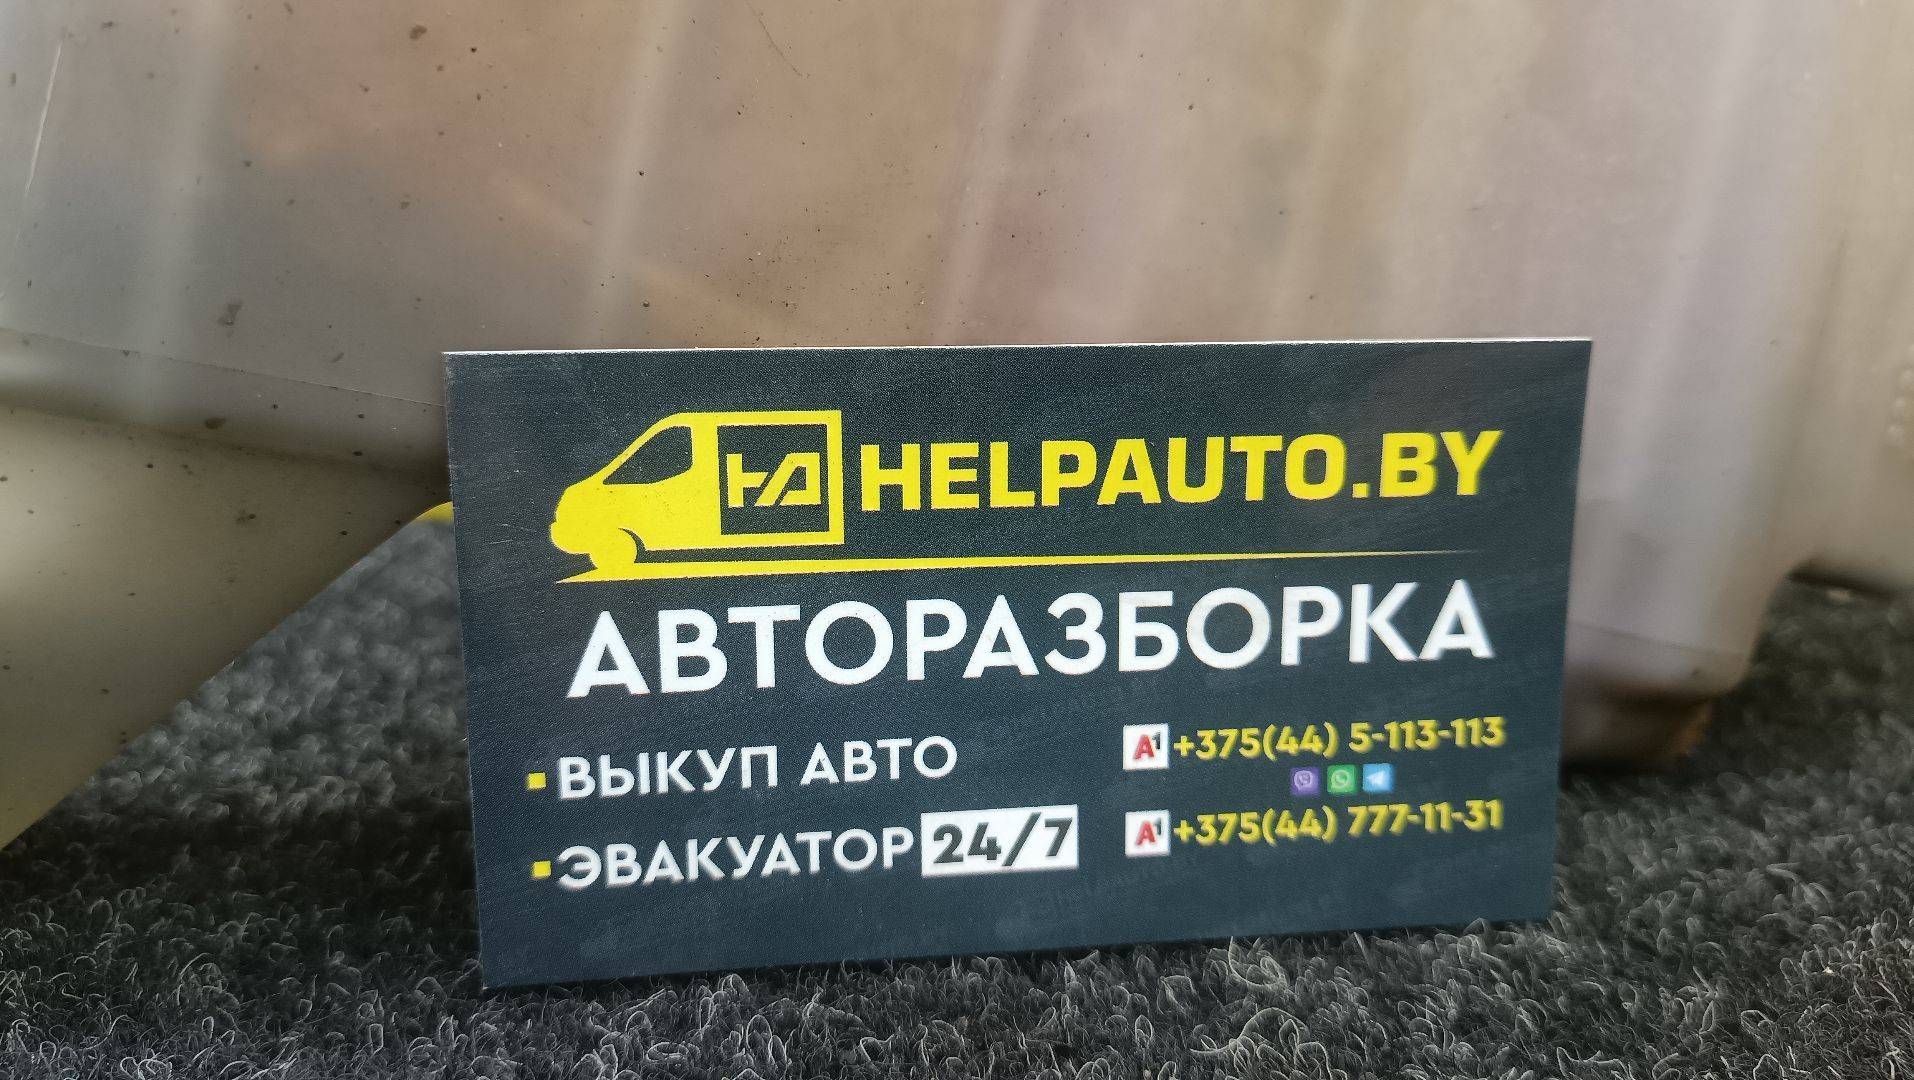 HELPAUTO.BY
АВТОРАЗБОРКА
ВЫКУП АВТО
ЭВАКУАТОР 24/7
A1 +375(44) 5-113-113
A1 +375(44) 777-11-31